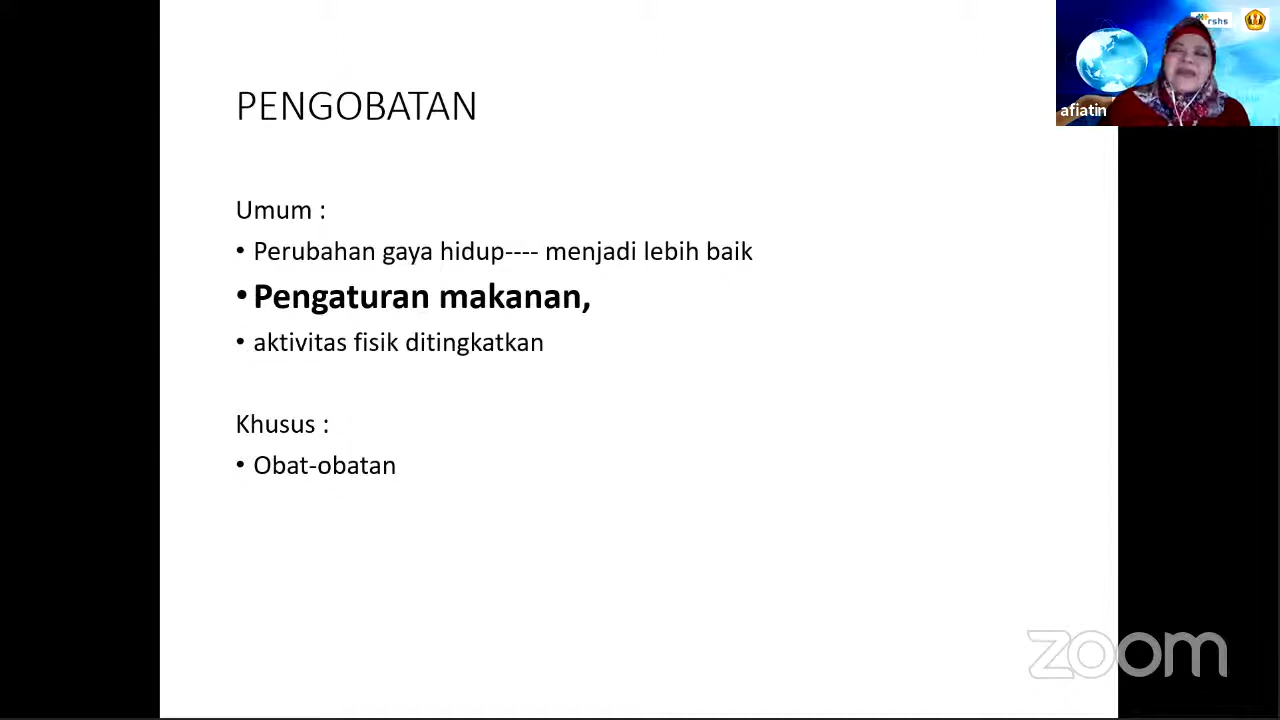 PENGOBATAN
Umum :
• Perubahan gaya hidup---- menjadi lebih baik
• Pengaturan makanan,
• aktivitas fisik ditingkatkan
Khusus :
• Obat-obatan
rshs
afiatin
zoom